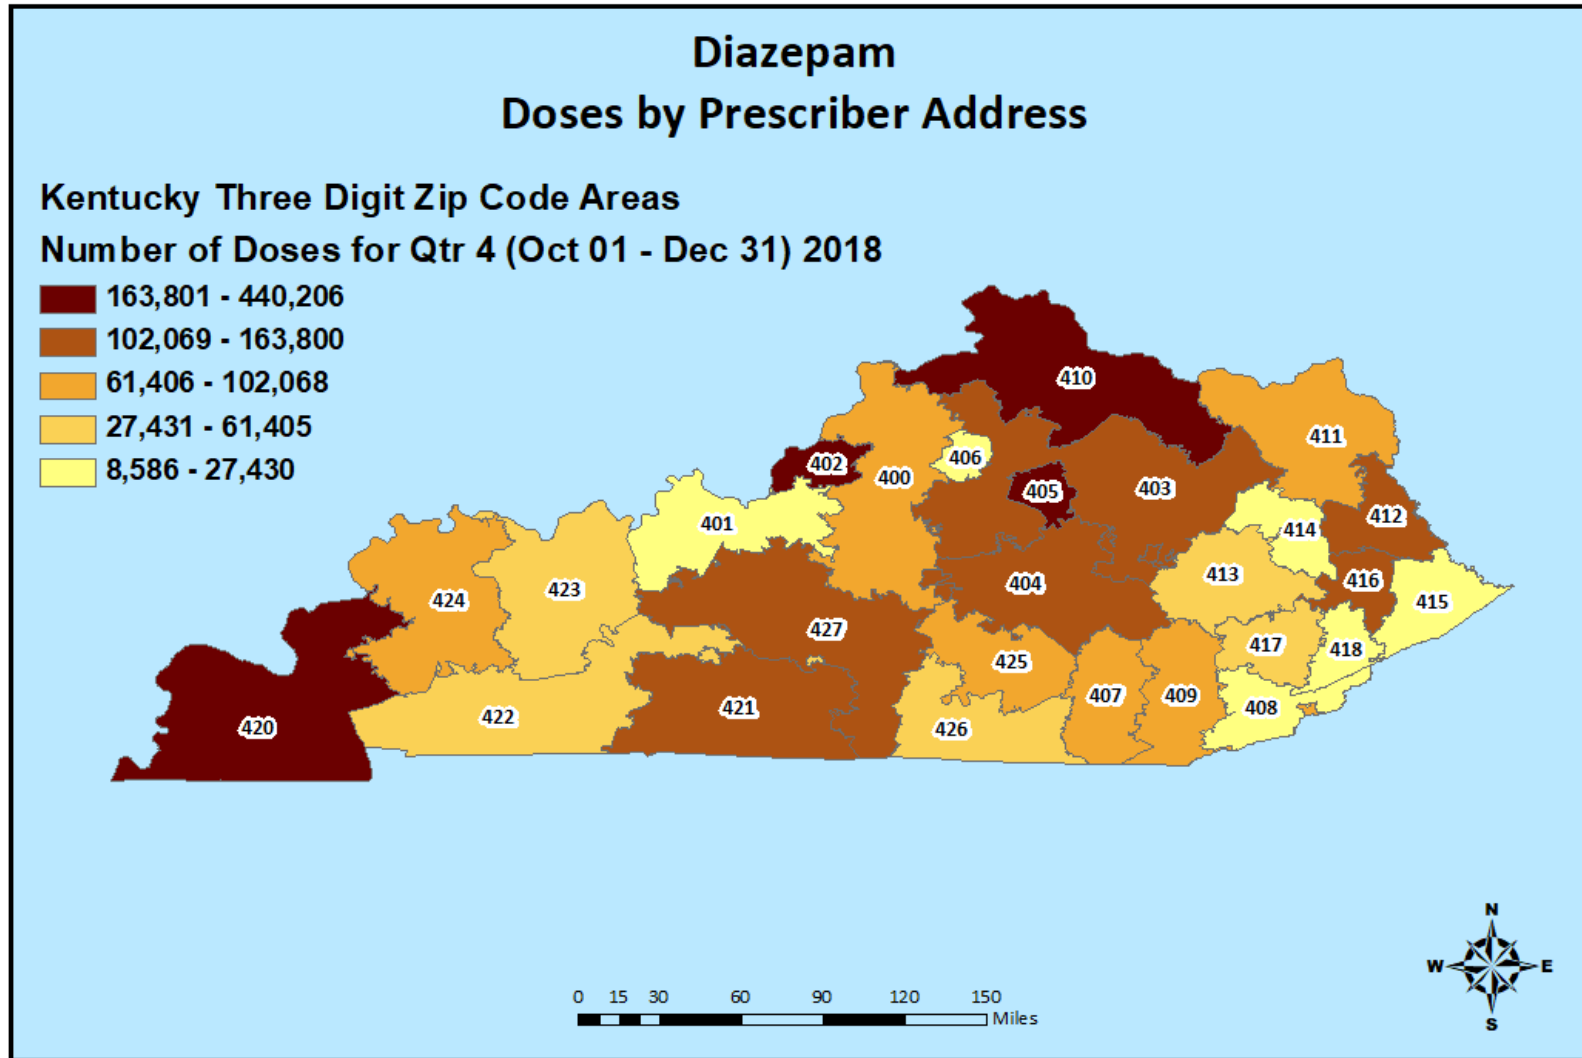 Diazepam
Doses by Prescriber Address
Kentucky Three Digit Zip Code Areas
Number of Doses for Qtr 4 (Oct 01 - Dec 31) 2018
163,801 - 440,206
102,069 - 163,800
61,406 - 102,068
27,431 - 61,405
8,586 - 27,430
410
411
402
406
400
405
403
412
401
414
413
416
423
424
404
415
427
417
418
425
407
409
408
421
422
420
426
N
W E
S
0 15 30 60 90 120 150
Miles